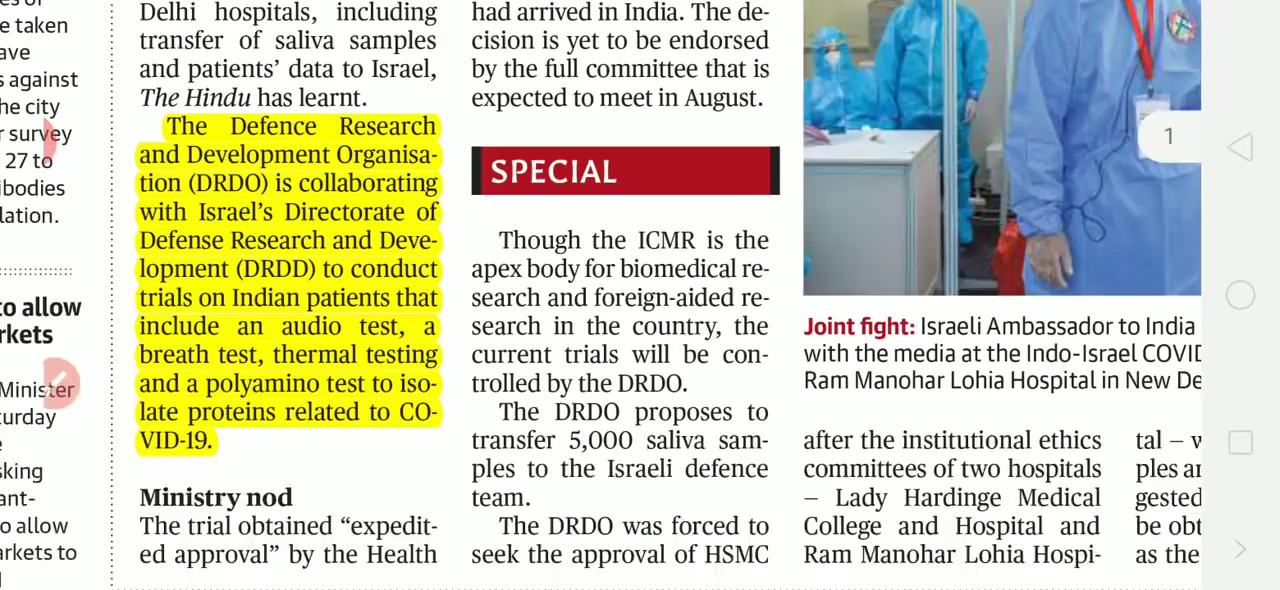 es of
e taken
ave
s against
he city
r survey
27 to
ibodies
lation.
to allow
rkets
Minister
turday
e
sking
ant-
o allow
arkets to
Delhi hospitals, including
transfer of saliva samples
and patients' data to Israel,
The Hindu has learnt.
The Defence Research
and Development Organisa-
tion (DRDO) is collaborating
with Israel's Directorate of
Defense Research and Deve-
lopment (DRDD) to conduct
trials on Indian patients that
include an audio test, a
breath test, thermal testing
and a polyamino test to iso-
late proteins related to CO-
VID-19.
Ministry nod
The trial obtained "expedit-
ed approval" by the Health
had arrived in India. The de-
cision is yet to be endorsed
by the full committee that is
expected to meet in August.
SPECIAL
Though the ICMR is the
apex body for biomedical re-
search and foreign-aided re-
search in the country, the
current trials will be con-
trolled by the DRDO.
The DRDO proposes to
transfer 5,000 saliva sam-
ples to the Israeli defence
team.
The DRDO was forced to
seek the approval of HSMC
1
Joint fight: Israeli Ambassador to India
with the media at the Indo-Israel COVID
Ram Manohar Lohia Hospital in New De
after the institutional ethics
committees of two hospitals
– Lady Hardinge Medical
College and Hospital and
Ram Manohar Lohia Hospi-
tal – w
ples an
gested
be obt
as the